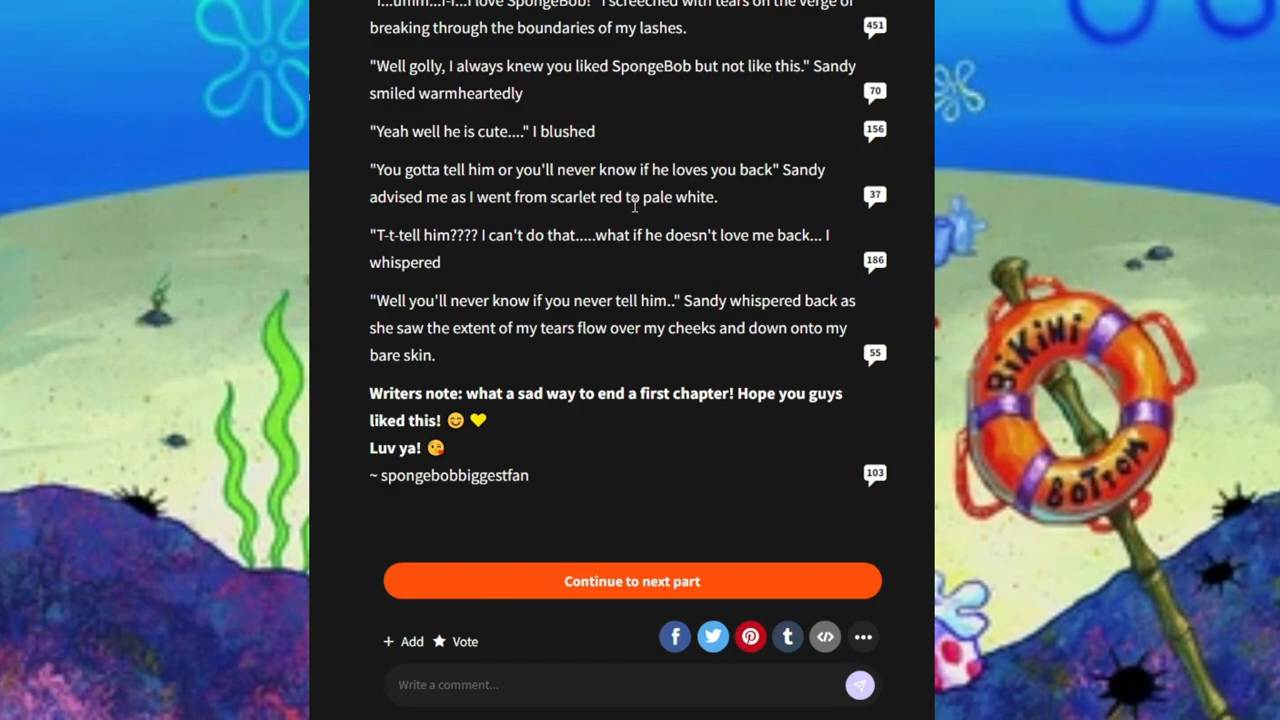 "I...umm...I-I...I love SpongeBob!" I screeched with tears on the verge of
breaking through the boundaries of my lashes.
451
"Well golly, I always knew you liked SpongeBob but not like this." Sandy
smiled warmheartedly
70
"Yeah well he is cute...." I blushed
156
"You gotta tell him or you'll never know if he loves you back" Sandy
advised me as I went from scarlet red to pale white.
37
"T-t-tell him???? I can't do that.....what if he doesn't love me back... I
whispered
186
"Well you'll never know if you never tell him.." Sandy whispered back as
she saw the extent of my tears flow over my cheeks and down onto my
bare skin.
55
Writers note: what a sad way to end a first chapter! Hope you guys
liked this! 😊 💛
Luv ya! 😘
~ spongebobbiggestfan
103
Continue to next part
+ Add ★ Vote
Write a comment...
BIKINI
BOTTOM